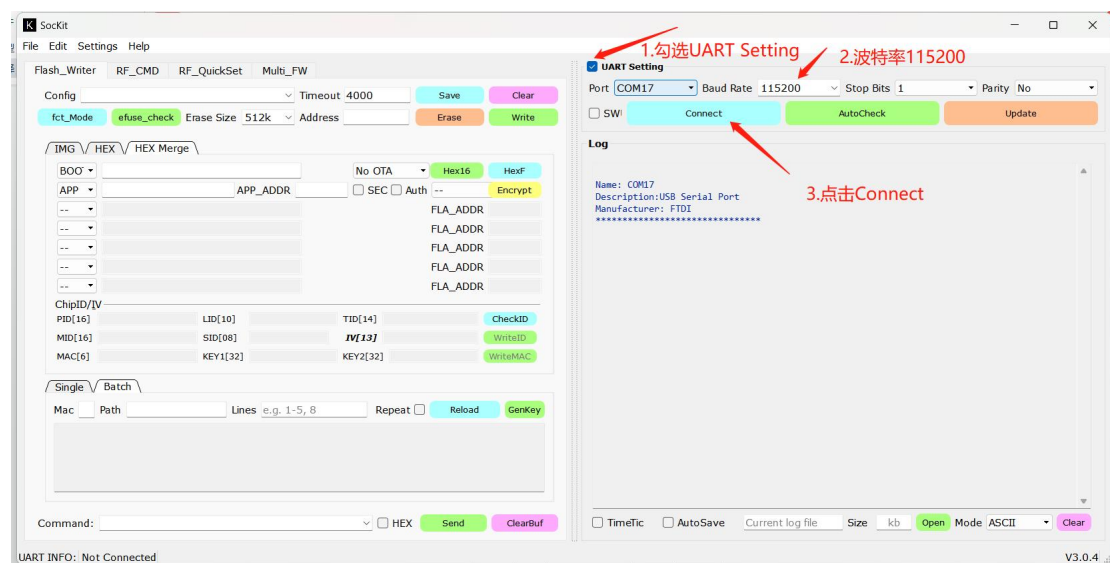 SocKit
File Edit Settings Help
1.勾选UART Setting
2.波特率115200
Flash_Writer RF_CMD RF_QuickSet Multi_FW
UART Setting
Config Timeout 4000 Save Clear
Port COM17 Baud Rate 115200 Stop Bits 1 Parity No
fct_Mode efuse_check Erase Size 512k Address Erase Write
SW Connect AutoCheck Update
IMG HEX HEX Merge
Log
BOO No OTA Hex16 HexF
APP APP_ADDR SEC Auth -- Encrypt
-- FLA_ADDR
-- FLA_ADDR
-- FLA_ADDR
-- FLA_ADDR
-- FLA_ADDR
Name: COM17
Description:USB Serial Port
Manufacturer: FTDI
*******************************
3.点击Connect
ChipID/IV
PID[16] LID[10] TID[14] CheckID
MID[16] SID[08] IV[13] WriteID
MAC[6] KEY1[32] KEY2[32] WriteMAC
Single Batch
Mac Path Lines e.g. 1-5, 8 Repeat Reload GenKey
Command: HEX Send ClearBuf
TimeTic AutoSave Current log file Size kb Open Mode ASCII Clear
UART INFO: Not Connected
V3.0.4